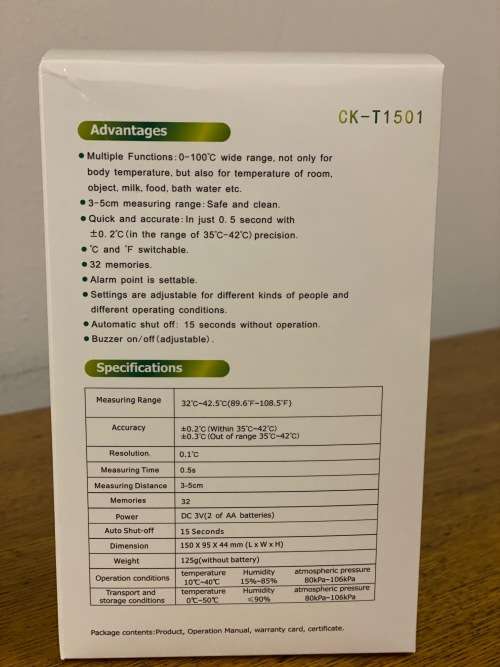 CK-T1501
Advantages
● Multiple Functions: 0-100℃ wide range, not only for
body temperature, but also for temperature of room,
object, milk, food, bath water etc.
● 3-5cm measuring range: Safe and clean.
● Quick and accurate: In just 0. 5 second with
±0. 2℃(in the range of 35℃-42℃) precision.
● ℃ and ℉ switchable.
● 32 memories.
● Alarm point is settable.
● Settings are adjustable for different kinds of people and
different operating conditions.
● Automatic shut off: 15 seconds without operation.
● Buzzer on/off (adjustable) .
Specifications
Measuring Range 32℃-42.5℃(89.6℉-108.5℉)
Accuracy ±0.2℃(Within 35℃-42℃)
±0.3℃(Out of range 35℃-42℃)
Resolution 0.1℃
Measuring Time 0.5s
Measuring Distance 3-5cm
Memories 32
Power DC 3V(2 of AA batteries)
Auto Shut-off 15 Seconds
Dimension 150 X 95 X 44 mm (L x W x H)
Weight 125g(without battery)
Operation conditions temperature Humidity atmospheric pressure
10℃-40℃ 15%-85% 80kPa-106kPa
Transport and temperature Humidity atmospheric pressure
storage conditions 0℃-50℃ ≤90% 80kPa-106kPa
Package contents:Product, Operation Manual, warranty card, certificate.